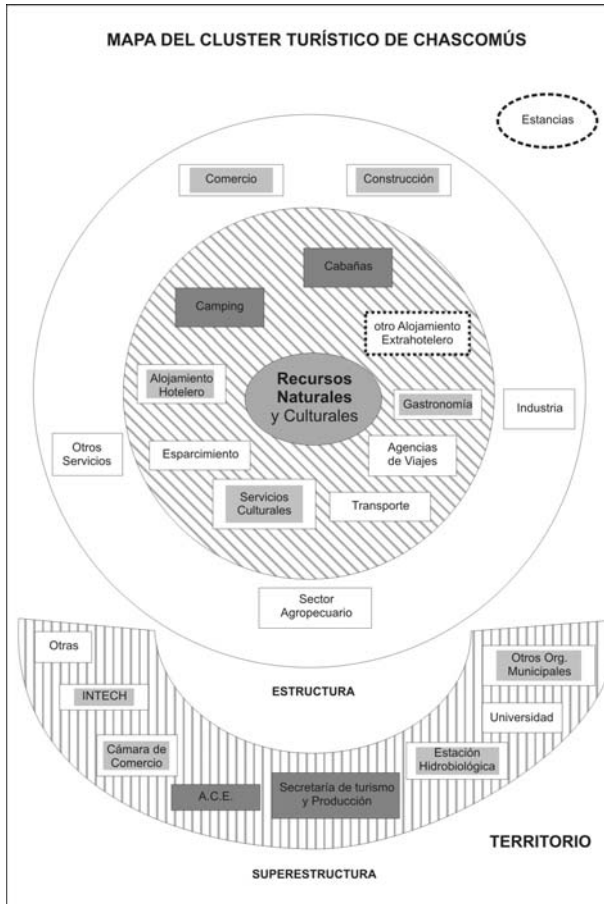 MAPA DEL CLUSTER TURÍSTICO DE CHASCOMÚS
Estancias
Comercio
Construcción
Cabañas
Camping
otro Alojamiento
Extrahotelero
Alojamiento
Hotelero
Recursos
Naturales
y Culturales
Gastronomía
Industria
Otros
Servicios
Esparcimiento
Agencias
de Viajes
Servicios
Culturales
Transporte
Sector
Agropecuario
Otras
ESTRUCTURA
Otros Org.
Municipales
INTECH
Universidad
Cámara de
Comercio
Estación
Hidrobiológica
A.C.E.
Secretaría de turismo
y Producción
TERRITORIO
SUPERESTRUCTURA